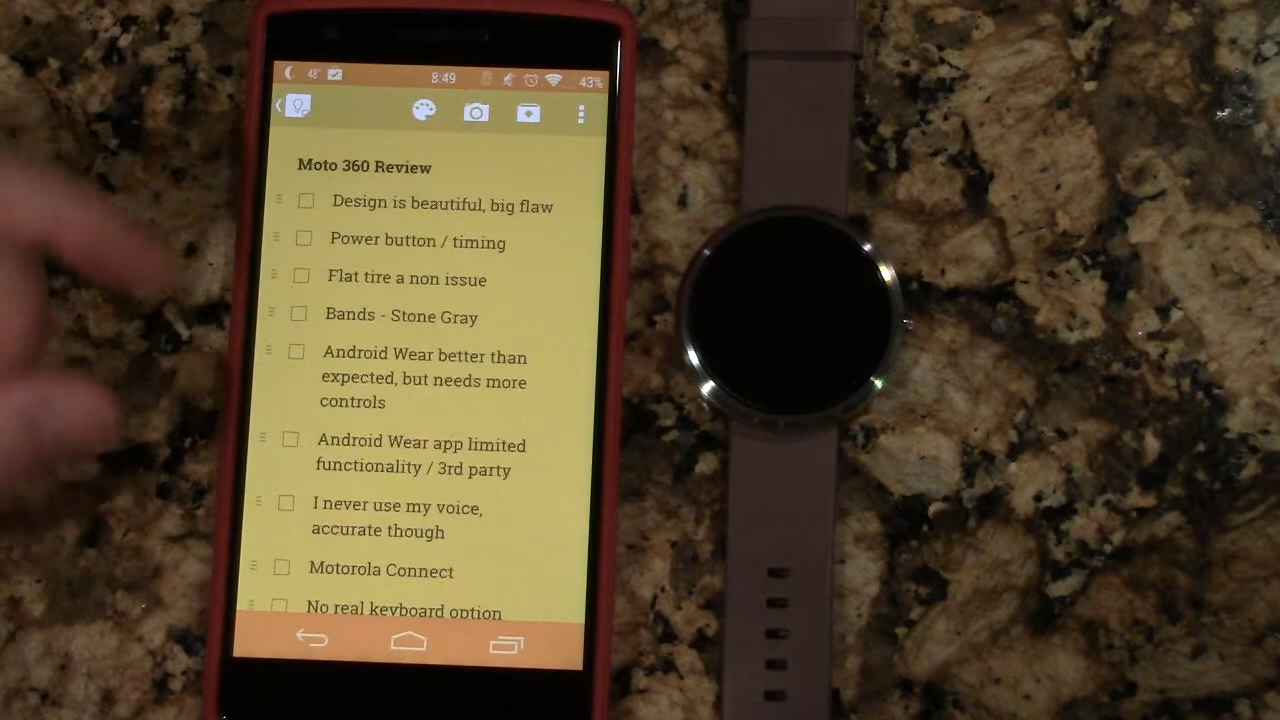 48° 8:49 43%
Moto 360 Review
Design is beautiful, big flaw
Power button / timing
Flat tire a non issue
Bands - Stone Gray
Android Wear better than
expected, but needs more
controls
Android Wear app limited
functionality / 3rd party
I never use my voice,
accurate though
Motorola Connect
No real keyboard option